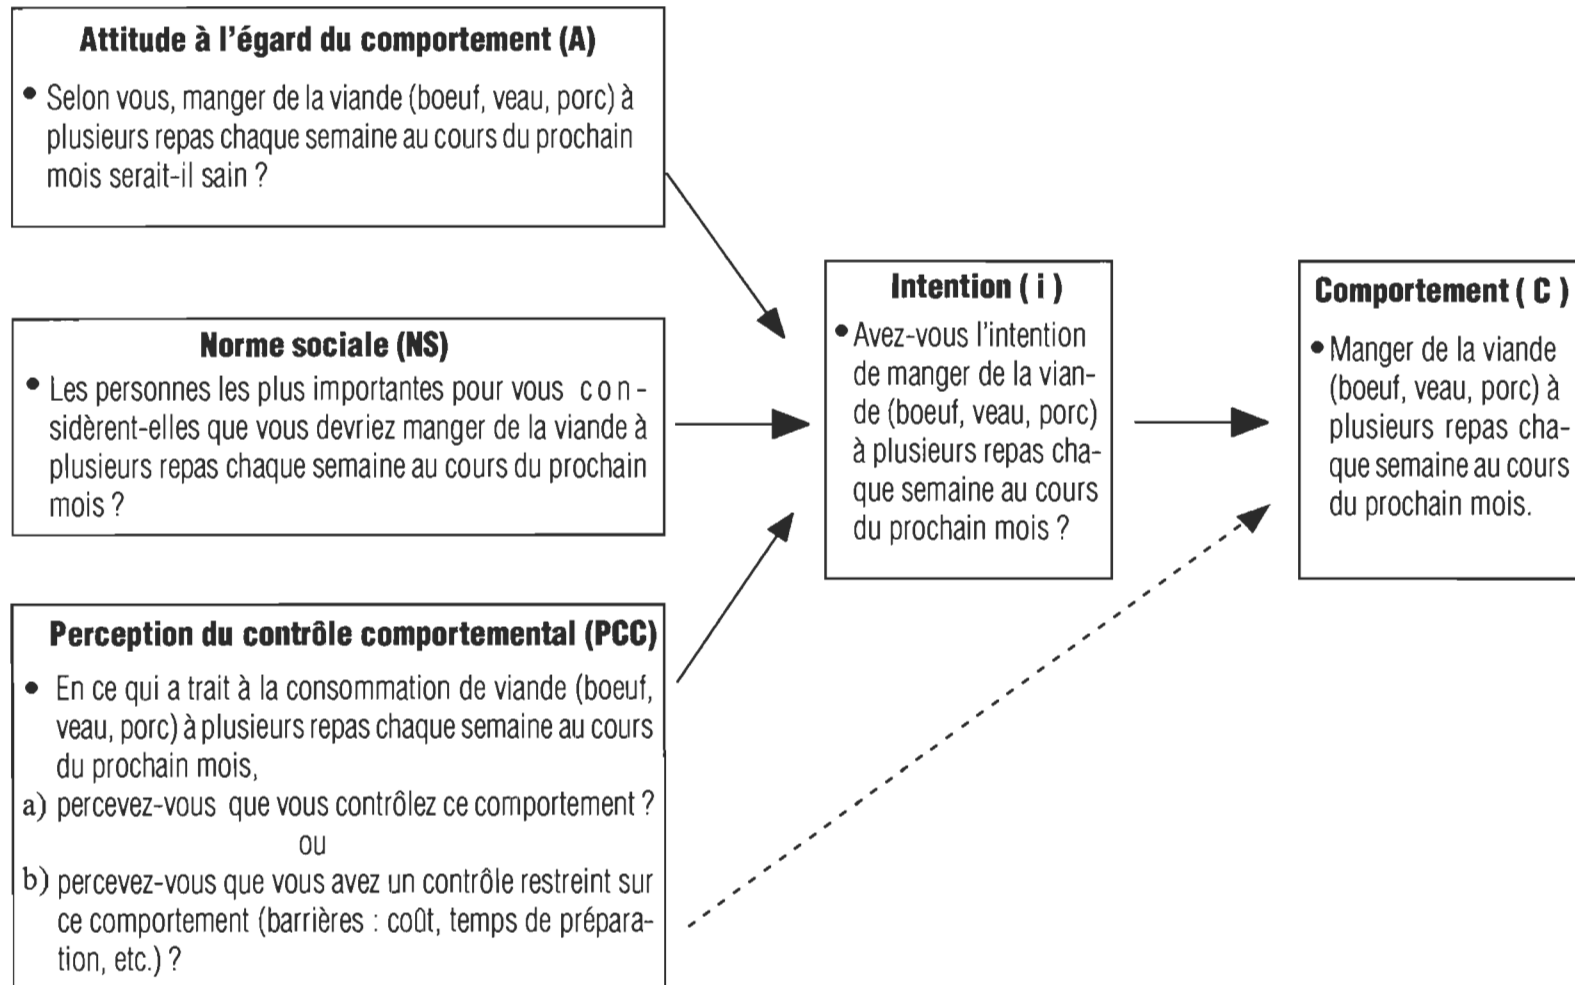 Attitude à l'égard du comportement (A)
• Selon vous, manger de la viande (boeuf, veau, porc) à
plusieurs repas chaque semaine au cours du prochain
mois serait-il sain ?
Norme sociale (NS)
• Les personnes les plus importantes pour vous con-
sidèrent-elles que vous devriez manger de la viande à
plusieurs repas chaque semaine au cours du prochain
mois ?
Perception du contrôle comportemental (PCC)
• En ce qui a trait à la consommation de viande (boeuf,
veau, porc) à plusieurs repas chaque semaine au cours
du prochain mois,
a) percevez-vous que vous contrôlez ce comportement ?
ou
b) percevez-vous que vous avez un contrôle restreint sur
ce comportement (barrières : coût, temps de prépara-
tion, etc.) ?
Intention ( i )
• Avez-vous l'intention
de manger de la vian-
de (boeuf, veau, porc)
à plusieurs repas cha-
que semaine au cours
du prochain mois ?
Comportement ( C )
• Manger de la viande
(boeuf, veau, porc) à
plusieurs repas cha-
que semaine au cours
du prochain mois.